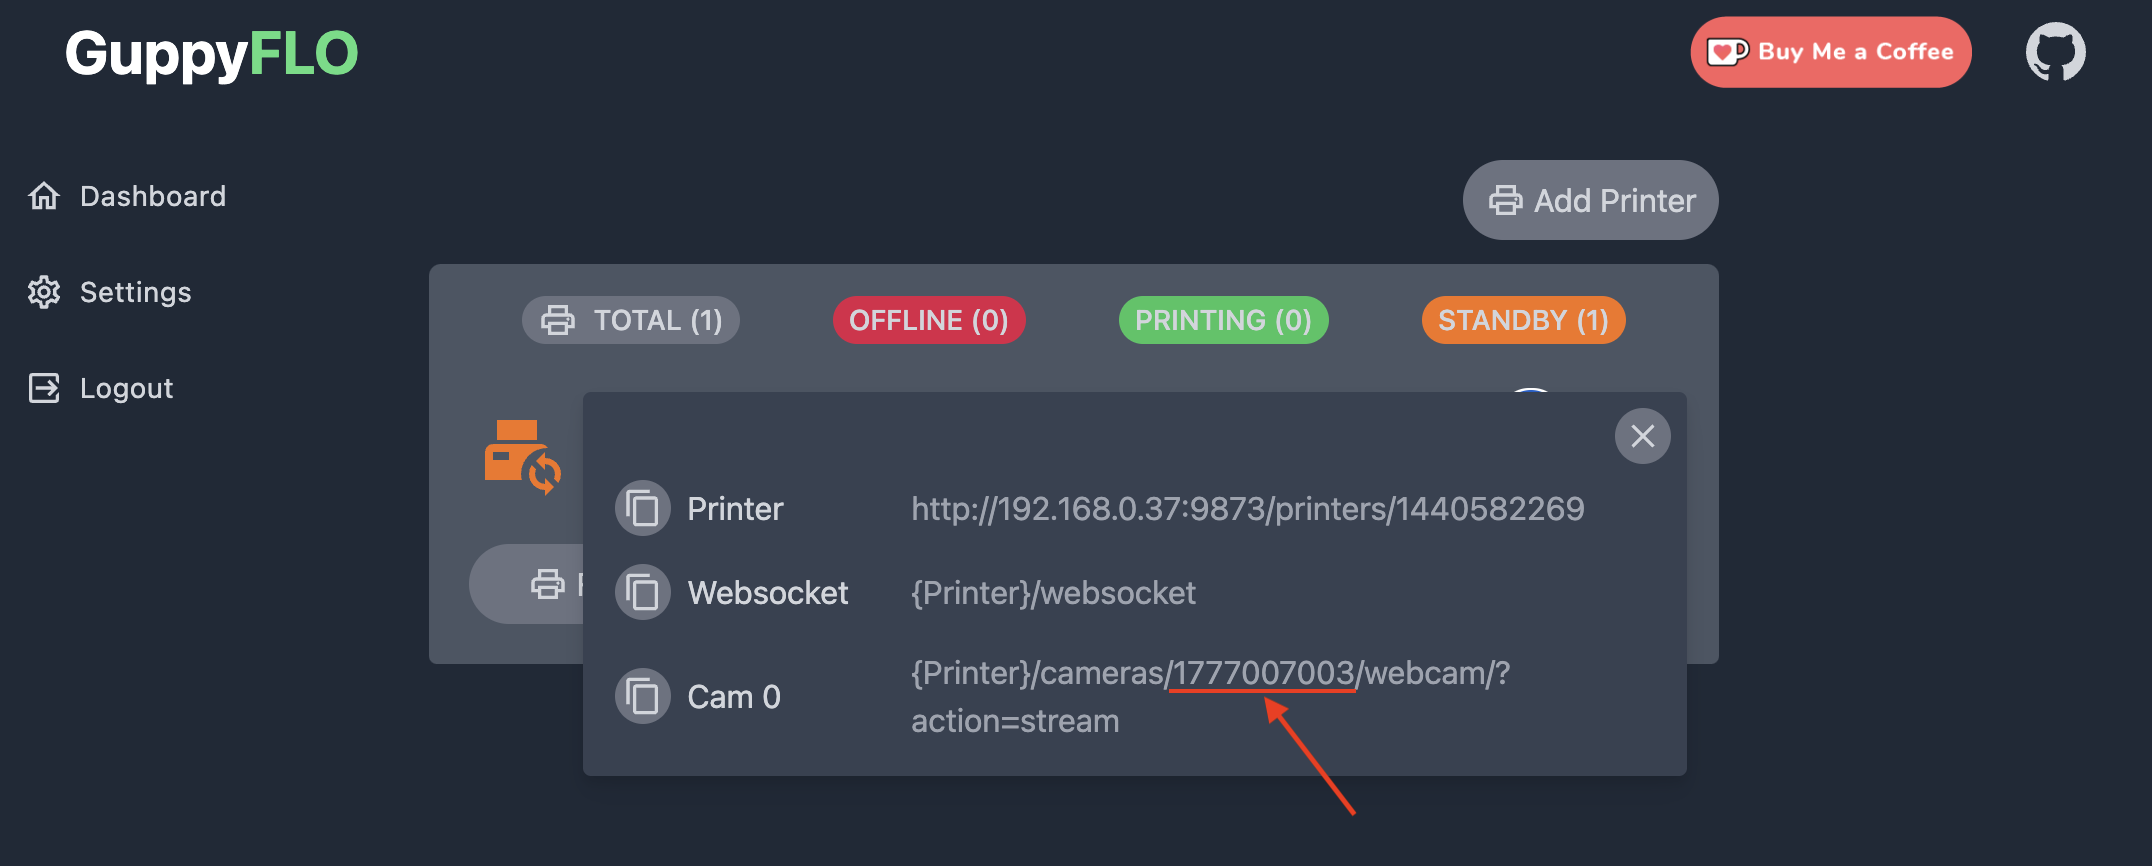 GuppyFLO
Buy Me a Coffee
Dashboard
Settings
Logout
Add Printer
TOTAL (1)
OFFLINE (0)
PRINTING (0)
STANDBY (1)
Printer
http://192.168.0.37:9873/printers/1440582269
Websocket
{Printer}/websocket
Cam 0
{Printer}/cameras/1777007003/webcam/?
action=stream